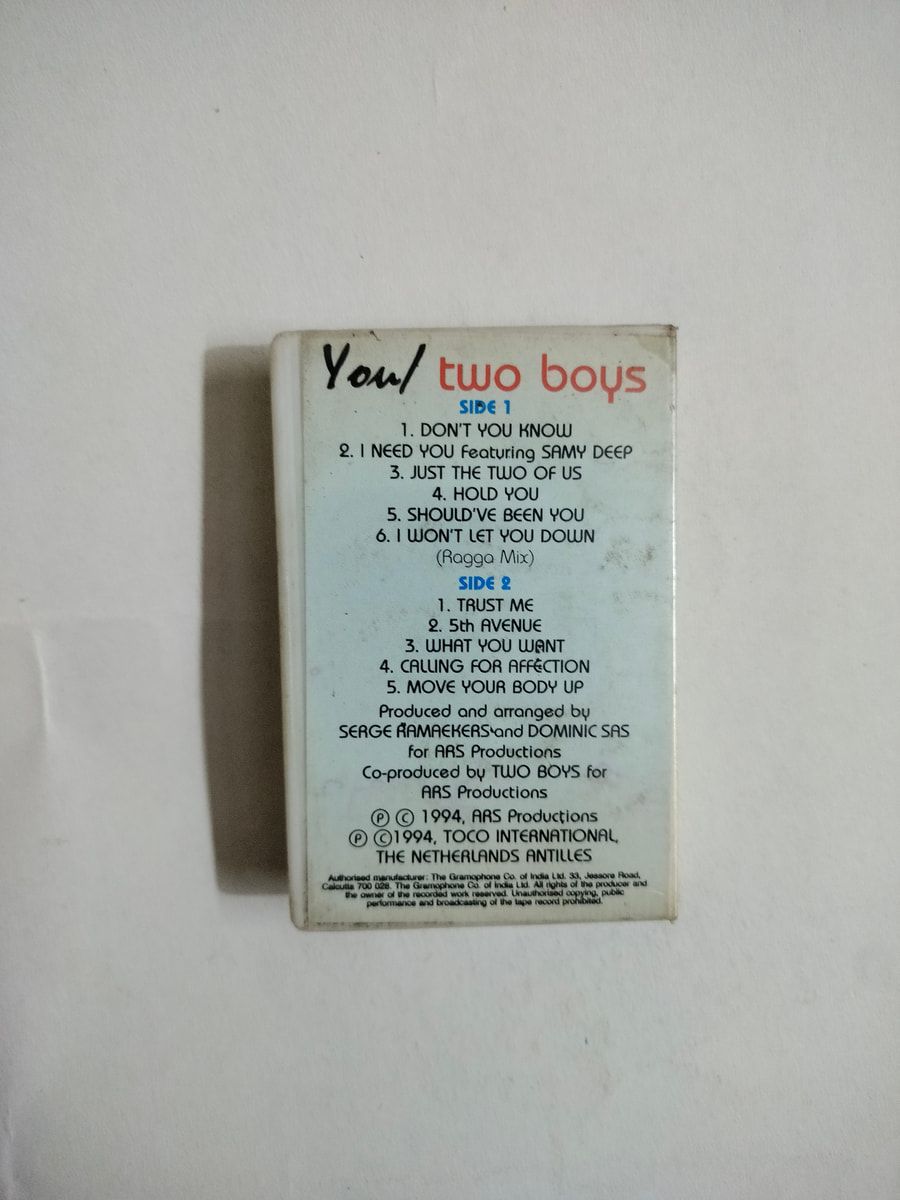 You/ two boys
SIDE 1
1. DON'T YOU KNOW
2. I NEED YOU Featuring SAMY DEEP
3. JUST THE TWO OF US
4. HOLD YOU
5. SHOULD'VE BEEN YOU
6. I WON'T LET YOU DOWN
(Ragga Mix)
SIDE 2
1. TRUST ME
2. 5th AVENUE
3. WHAT YOU WANT
4. CALLING FOR AFFECTION
5. MOVE YOUR BODY UP
Produced and arranged by
SERGE RAMAEKERS and DOMINIC SAS
for ARS Productions
Co-produced by TWO BOYS for
ARS Productions
Ⓟ Ⓒ 1994, ARS Productions
Ⓟ Ⓒ1994, TOCO INTERNATIONAL,
THE NETHERLANDS ANTILLES
Authorised manufacturer: The Gramophone Co. of India Ltd. 33, Jessore Road,
Calcutta 700 028. The Gramophone Co. of India Ltd. All rights of the producer and
the owner of the recorded work reserved. Unauthorised copying, public
performance and broadcasting of the tape record prohibited.